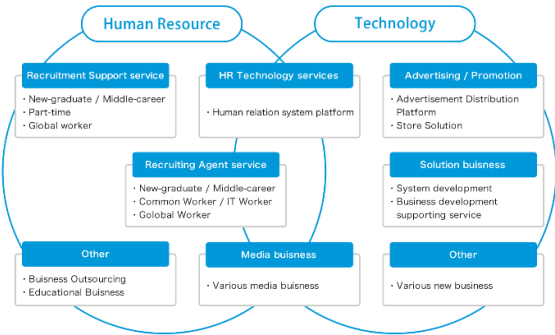 Human Resource
Technology
Recruitment Support service
・New-graduate / Middle-career
・Part-time
・Global worker
HR Technology services
・Human relation system platform
Advertising / Promotion
・Advertisement Distribution
Platform
・Store Solution
Recruiting Agent service
・New-graduate / Middle-career
・Common Worker / IT Worker
・Golobal Worker
Solution buisness
・System development
・Business development
supporting service
Other
・Buisness Outsourcing
・Educational Buisness
Media buisness
・Various media buisness
Other
・Various new business